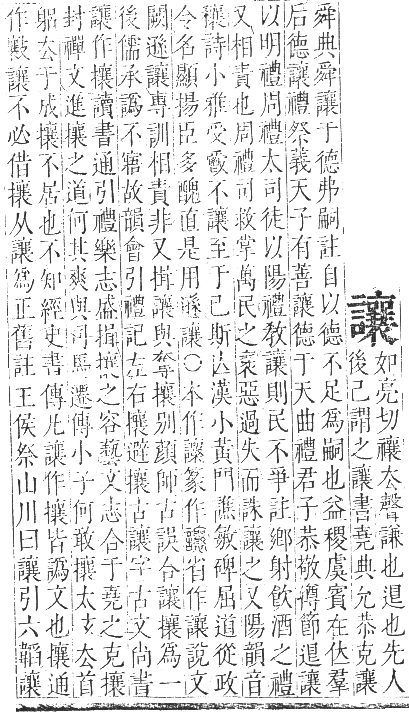 讓
如亮切禳去聲謙也退也先人
後己謂之讓書堯典允恭克讓
舜典舜讓于德弗嗣註自以德不足爲嗣也益稷虞賓在位羣
后德讓禮祭義天子有善讓德于天曲禮君子恭敬撙節退讓
以明禮周禮太司徒以陽禮教讓則民不爭註鄉射飲酒之禮
又相責也周禮司救掌萬民之衺惡過失而誅讓之又陽韻音
穰詩小雅受爵不讓至于己斯亾漢小黃門譙敏碑屈道從政
令名顯揚臣多醜直是用遜讓○本作讓篆作省作讓說文
闕遜讓專訓相責非又揖讓與奪攘别顏師古誤合讓攘爲一
後儒承譌不寤故韻會引禮記左右攘避攘古讓字古文尚書
讓作攘讀書通引禮樂志盛揖攘之容藝文志合于堯之克攘
封禪文進攘之道何其爽與司馬遷傳小子何敢攘太玄去首
躬去于成攘不居也不知經史書傳凡讓作攘皆譌文也攘通
作讓不必借攘从讓爲正舊註王侯祭山川曰讓引六韜讓